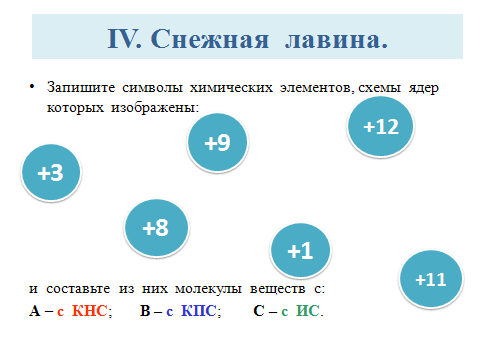 IV. Снежная лавина.
• Запишите символы химических элементов, схемы ядер
которых изображены:
+12
+9
+3
+8
+1
+11
и составьте из них молекулы веществ с:
А – с КНС; В – с КПС; С – с ИС.